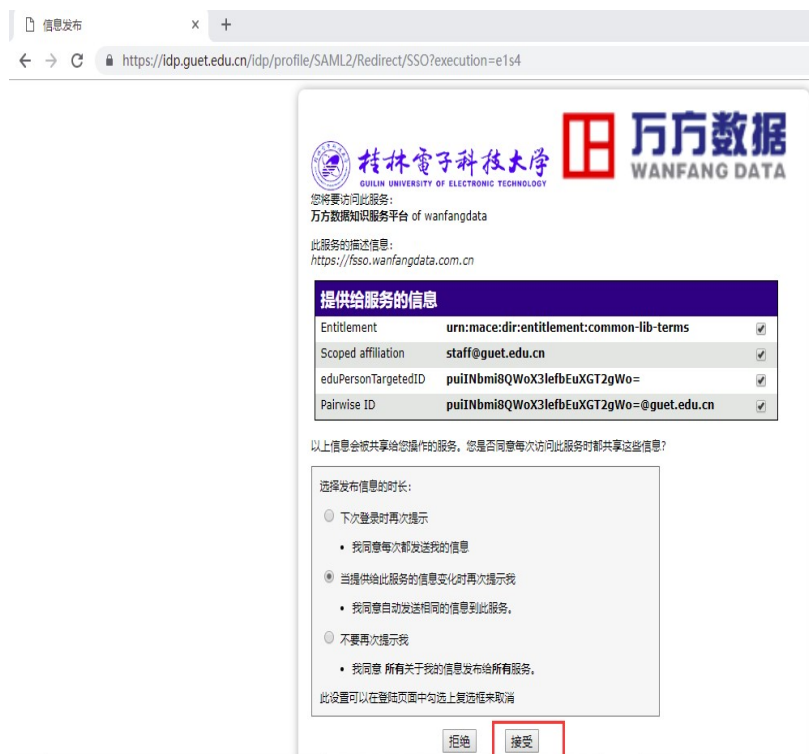 信息发布
https://idp.guet.edu.cn/idp/profile/SAML2/Redirect/SSO?execution=e1s4
桂林電子科技大学
GUILIN UNIVERSITY OF ELECTRONIC TECHNOLOGY
万方数据
WANFANG DATA
您将要访问此服务：
万方数据知识服务平台 of wanfangdata
此服务的描述信息：
https://fsso.wanfangdata.com.cn
提供给服务的信息
Entitlement urn:mace:dir:entitlement:common-lib-terms
Scoped affiliation staff@guet.edu.cn
eduPersonTargetedID puiINbmi8QWoX3lefbEuXGT2gWo=
Pairwise ID puiINbmi8QWoX3lefbEuXGT2gWo=@guet.edu.cn
以上信息会被共享给您操作的服务。您是否同意每次访问此服务时都共享这些信息？
选择发布信息的时长：
下次登录时再次提示
• 我同意每次都发送我的信息
当提供给此服务的信息变化时再次提示我
• 我同意自动发送相同的信息到此服务。
不要再次提示我
• 我同意 所有关于我的信息发布给所有服务。
此设置可以在登陆页面中勾选上复选框来取消
拒绝 接受